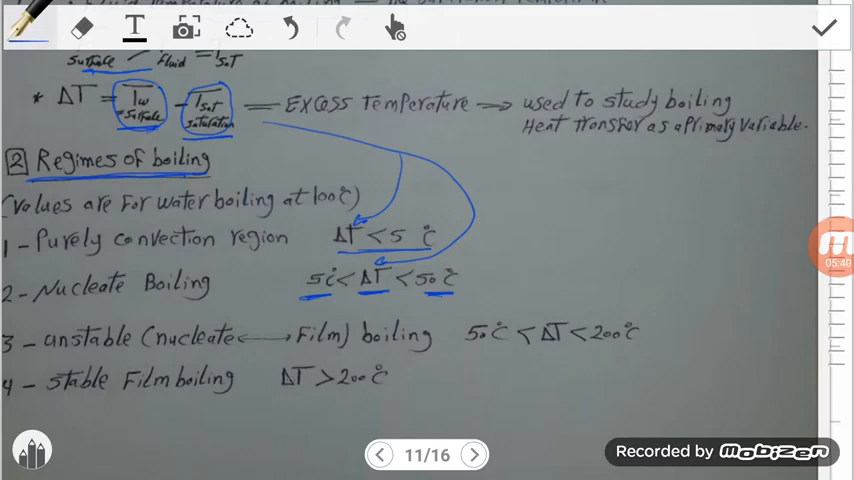 T
Surface Fluid = TSaT
* ΔT = Tw - TSaT = EXCess Temperature → used to study boiling
=Surface Saturation Heat transfer as a Primary Variable.
2 Regimes of boiling
(Values are For water boiling at 100°C)
1 - Purely convection region ΔT < 5 °C
2 - Nucleate Boiling 5°C < ΔT < 50°C
3 - unstable (nucleate ⟷ Film) boiling 50°C < ΔT < 200°C
4 - Stable Film boiling ΔT > 200°C
05:40
11/16
Recorded by MOBIZEN